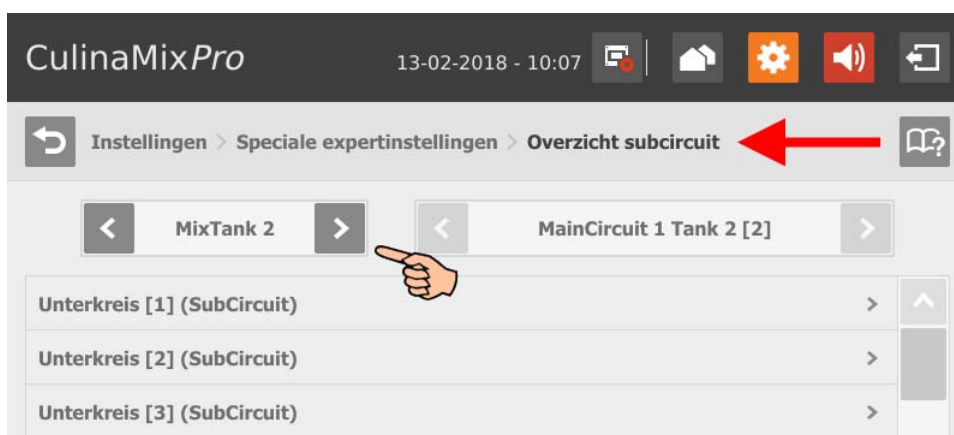 CulinaMixPro 13-02-2018 - 10:07
Instellingen > Speciale expertinstellingen > Overzicht subcircuit ?
< MixTank 2 > < MainCircuit 1 Tank 2 [2] >
Unterkreis [1] (SubCircuit) >
Unterkreis [2] (SubCircuit) >
Unterkreis [3] (SubCircuit) >